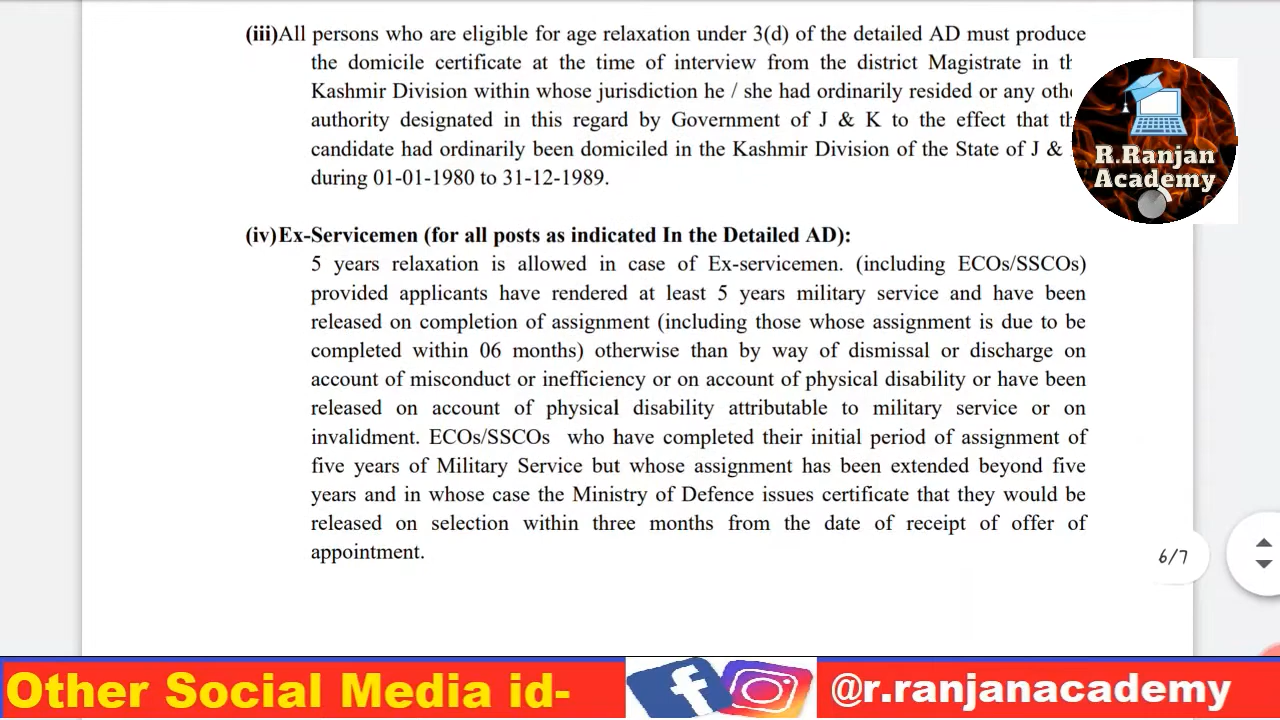 (iii)All persons who are eligible for age relaxation under 3(d) of the detailed AD must produce
the domicile certificate at the time of interview from the district Magistrate in
Kashmir Division within whose jurisdiction he / she had ordinarily resided or any
authority designated in this regard by Government of J & K to the effect that
candidate had ordinarily been domiciled in the Kashmir Division of the State of J &
during 01-01-1980 to 31-12-1989.
R.Ranjan
Academy
(iv)Ex-Servicemen (for all posts as indicated In the Detailed AD):
5 years relaxation is allowed in case of Ex-servicemen. (including ECOs/SSCOs)
provided applicants have rendered at least 5 years military service and have been
released on completion of assignment (including those whose assignment is due to be
completed within 06 months) otherwise than by way of dismissal or discharge on
account of misconduct or inefficiency or on account of physical disability or have been
released on account of physical disability attributable to military service or on
invalidment. ECOs/SSCOs who have completed their initial period of assignment of
five years of Military Service but whose assignment has been extended beyond five
years and in whose case the Ministry of Defence issues certificate that they would be
released on selection within three months from the date of receipt of offer of
appointment.
6/7
Other Social Media id-
@r.ranjanacademy